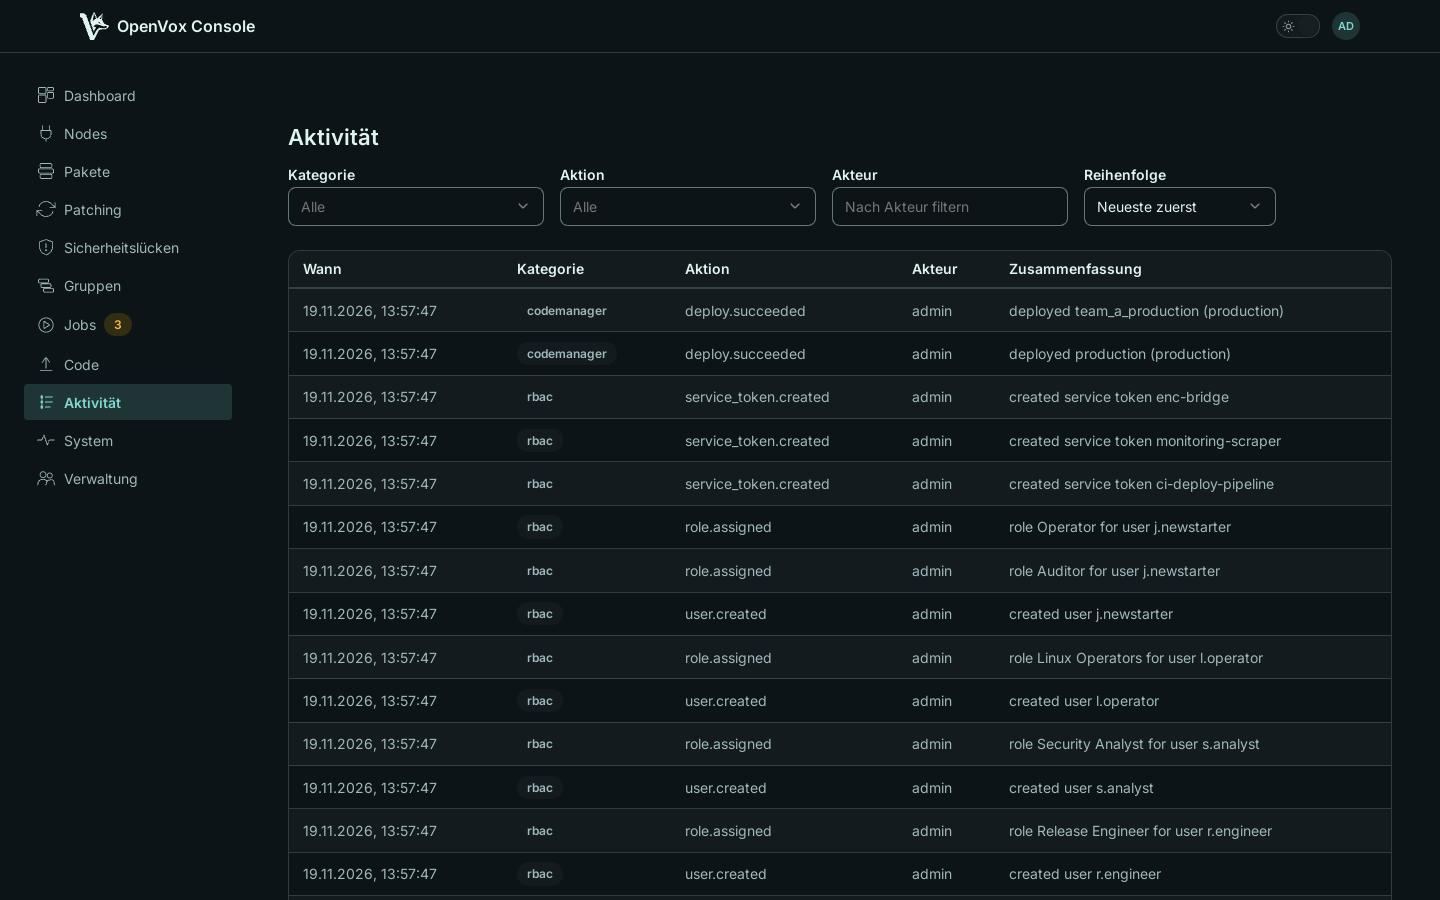 OpenVox Console
AD
Dashboard
Nodes
Pakete
Patching
Sicherheitslücken
Gruppen
Jobs 3
Code
Aktivität
System
Verwaltung
Aktivität
Kategorie Aktion Akteur Reihenfolge
Alle Alle Nach Akteur filtern Neueste zuerst
Wann Kategorie Aktion Akteur Zusammenfassung
19.11.2026, 13:57:47 codemanager deploy.succeeded admin deployed team_a_production (production)
19.11.2026, 13:57:47 codemanager deploy.succeeded admin deployed production (production)
19.11.2026, 13:57:47 rbac service_token.created admin created service token enc-bridge
19.11.2026, 13:57:47 rbac service_token.created admin created service token monitoring-scraper
19.11.2026, 13:57:47 rbac service_token.created admin created service token ci-deploy-pipeline
19.11.2026, 13:57:47 rbac role.assigned admin role Operator for user j.newstarter
19.11.2026, 13:57:47 rbac role.assigned admin role Auditor for user j.newstarter
19.11.2026, 13:57:47 rbac user.created admin created user j.newstarter
19.11.2026, 13:57:47 rbac role.assigned admin role Linux Operators for user l.operator
19.11.2026, 13:57:47 rbac user.created admin created user l.operator
19.11.2026, 13:57:47 rbac role.assigned admin role Security Analyst for user s.analyst
19.11.2026, 13:57:47 rbac user.created admin created user s.analyst
19.11.2026, 13:57:47 rbac role.assigned admin role Release Engineer for user r.engineer
19.11.2026, 13:57:47 rbac user.created admin created user r.engineer